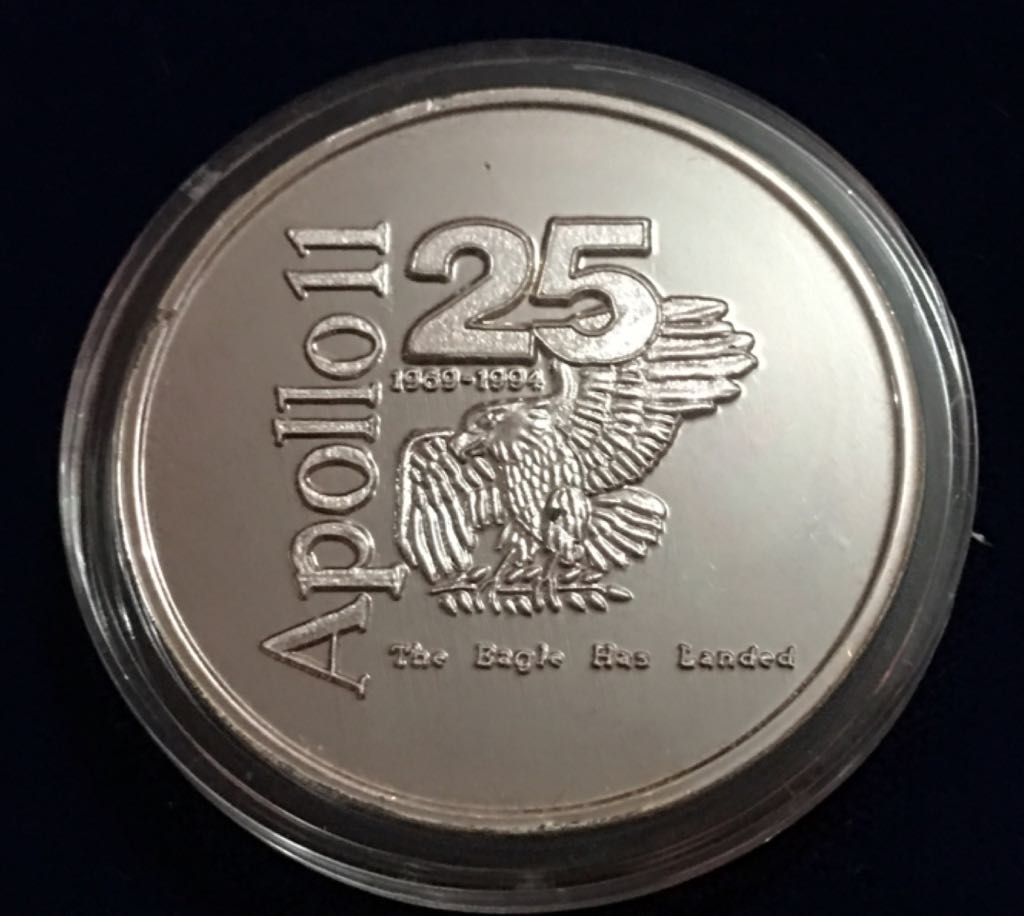 Apollo 11
25
1969-1994
The Eagle Has Landed